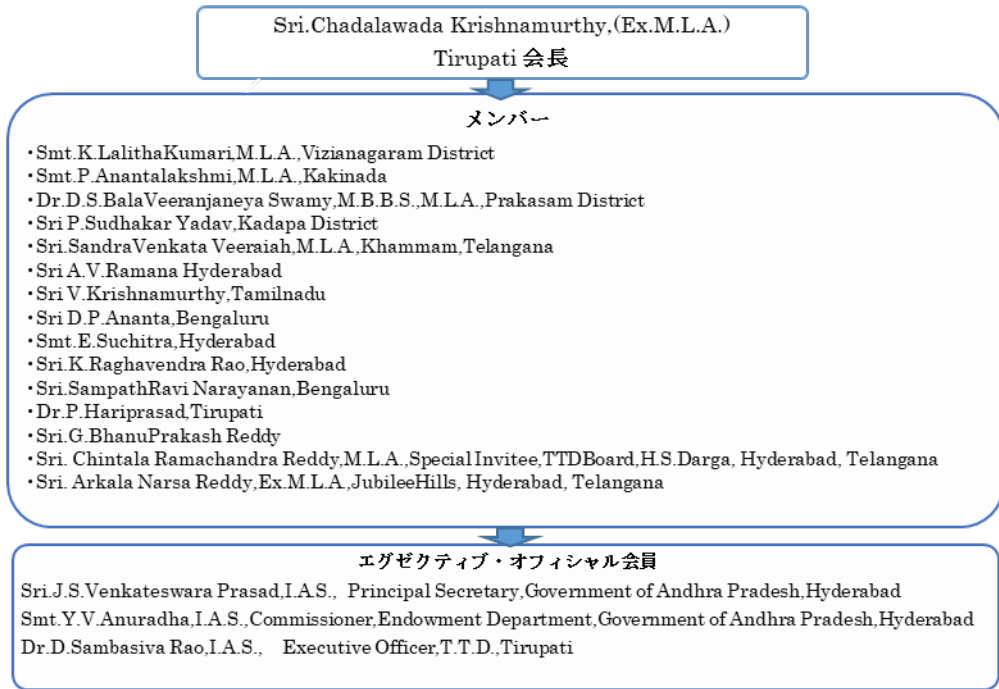 Sri.Chadalawada Krishnamurthy,(Ex.M.L.A.)
Tirupati 会長
メンバー
・Smt.K.LalithaKumari,M.L.A.,Vizianagaram District
・Smt.P.Anantalakshmi,M.L.A.,Kakinada
・Dr.D.S.BalaVeeranjaneya Swamy,M.B.B.S.,M.L.A.,Prakasam District
・Sri P.Sudhakar Yadav,Kadapa District
・Sri.SandraVenkata Veeraiah,M.L.A.,Khammam,Telangana
・Sri A.V.Ramana Hyderabad
・Sri V.Krishnamurthy,Tamilnadu
・Sri D.P.Ananta,Bengaluru
・Smt.E.Suchitra,Hyderabad
・Sri.K.Raghavendra Rao,Hyderabad
・Sri.SampathRavi Narayanan,Bengaluru
・Dr.P.Hariprasad,Tirupati
・Sri.G.BhanuPrakash Reddy
・Sri. Chintala Ramachandra Reddy,M.L.A.,Special Invitee,TTDBoard,H.S.Darga, Hyderabad, Telangana
・Sri. Arkala Narsa Reddy,Ex.M.L.A,JubileeHills, Hyderabad, Telangana
エグゼクティブ・オフィシャル会員
Sri.J.S.Venkateswara Prasad,I.A.S., Principal Secretary,Government of Andhra Pradesh,Hyderabad
Smt.Y.V.Anuradha,I.A.S.,Commissioner,Endowment Department,Government of Andhra Pradesh,Hyderabad
Dr.D.Sambasiva Rao,I.A.S., Executive Officer,T.T.D.,Tirupati